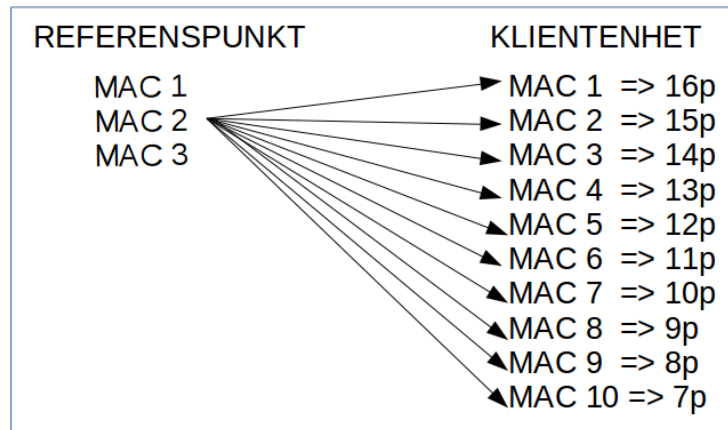 REFERENSPUNKT
MAC 1
MAC 2
MAC 3
KLIENTENHET
MAC 1 => 16p
MAC 2 => 15p
MAC 3 => 14p
MAC 4 => 13p
MAC 5 => 12p
MAC 6 => 11p
MAC 7 => 10p
MAC 8 => 9p
MAC 9 => 8p
MAC 10 => 7p